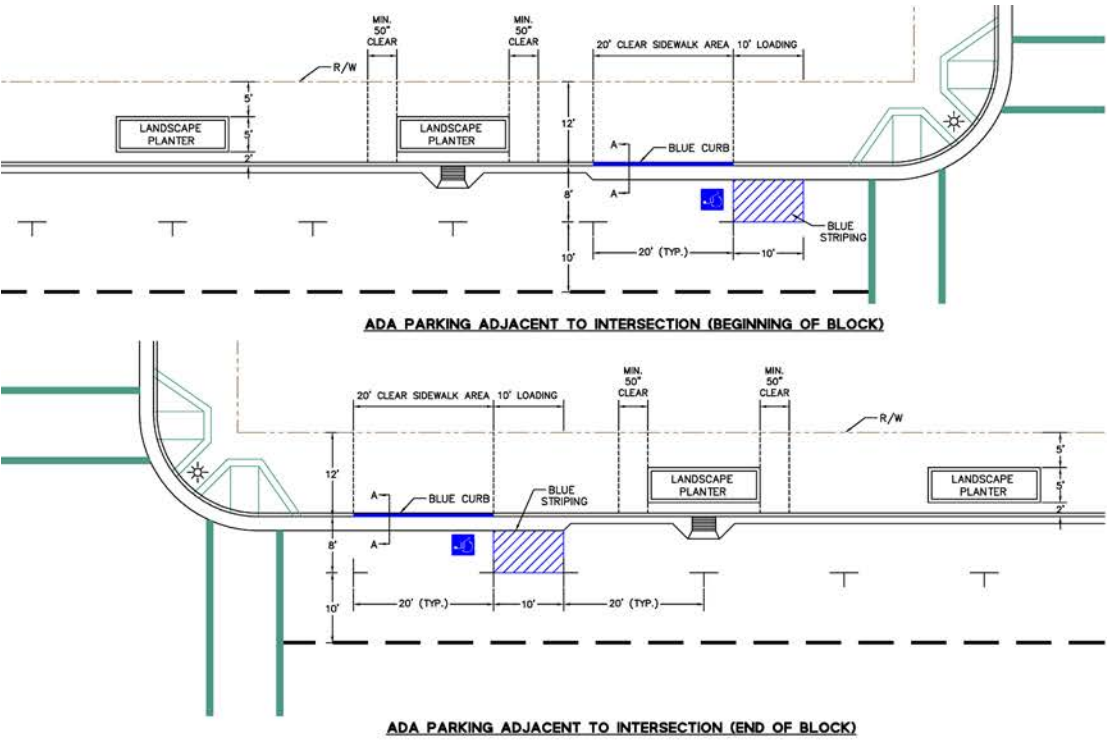 MIN.
50"
CLEAR
MIN.
50"
CLEAR
20' CLEAR SIDEWALK AREA
10' LOADING
R/W
5'
5'
2'
LANDSCAPE
PLANTER
LANDSCAPE
PLANTER
12'
A
BLUE CURB
A
8'
BLUE
STRIPING
10'
20' (TYP.)
10'
ADA PARKING ADJACENT TO INTERSECTION (BEGINNING OF BLOCK)
MIN.
50"
CLEAR
MIN.
50"
CLEAR
20' CLEAR SIDEWALK AREA
10' LOADING
R/W
12'
5'
5'
2'
LANDSCAPE
PLANTER
LANDSCAPE
PLANTER
A
BLUE CURB
BLUE
STRIPING
A
8'
10'
20' (TYP.)
10'
20' (TYP.)
ADA PARKING ADJACENT TO INTERSECTION (END OF BLOCK)